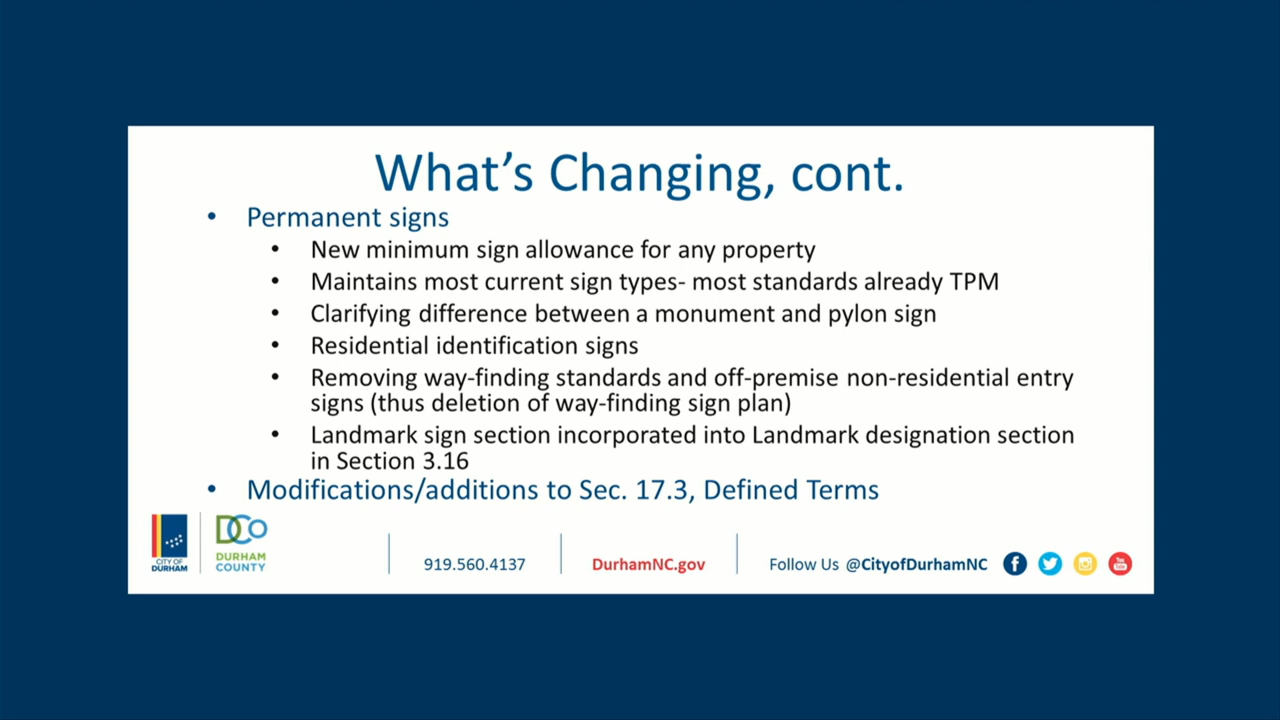 What's Changing, cont.
• Permanent signs
• New minimum sign allowance for any property
• Maintains most current sign types- most standards already TPM
• Clarifying difference between a monument and pylon sign
• Residential identification signs
• Removing way-finding standards and off-premise non-residential entry
signs (thus deletion of way-finding sign plan)
• Landmark sign section incorporated into Landmark designation section
in Section 3.16
• Modifications/additions to Sec. 17.3, Defined Terms
CITY OF
DURHAM
DCo
DURHAM
COUNTY
919.560.4137
DurhamNC.gov
Follow Us @CityofDurhamNC
You
Tube